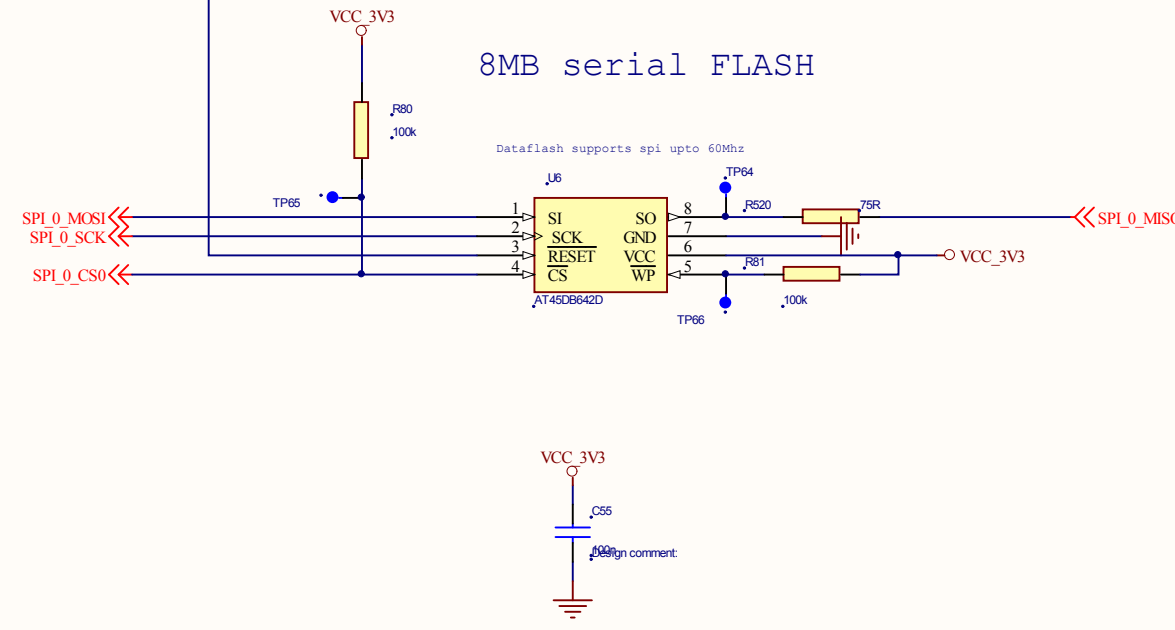 VCC_3V3
8MB serial FLASH
R80
100k
Dataflash supports spi upto 60Mhz
TP64
U6
TP65
R520
75R
SPI_0_MOSI
1
SI
SO
8
SPI_0_MISO
SPI_0_SCK
2
SCK
GND
7
3
RESET
VCC
6
VCC_3V3
SPI_0_CS0
4
CS
WP
5
R81
AT45DB642D
100k
TP66
VCC_3V3
C55
100n
Design comment: